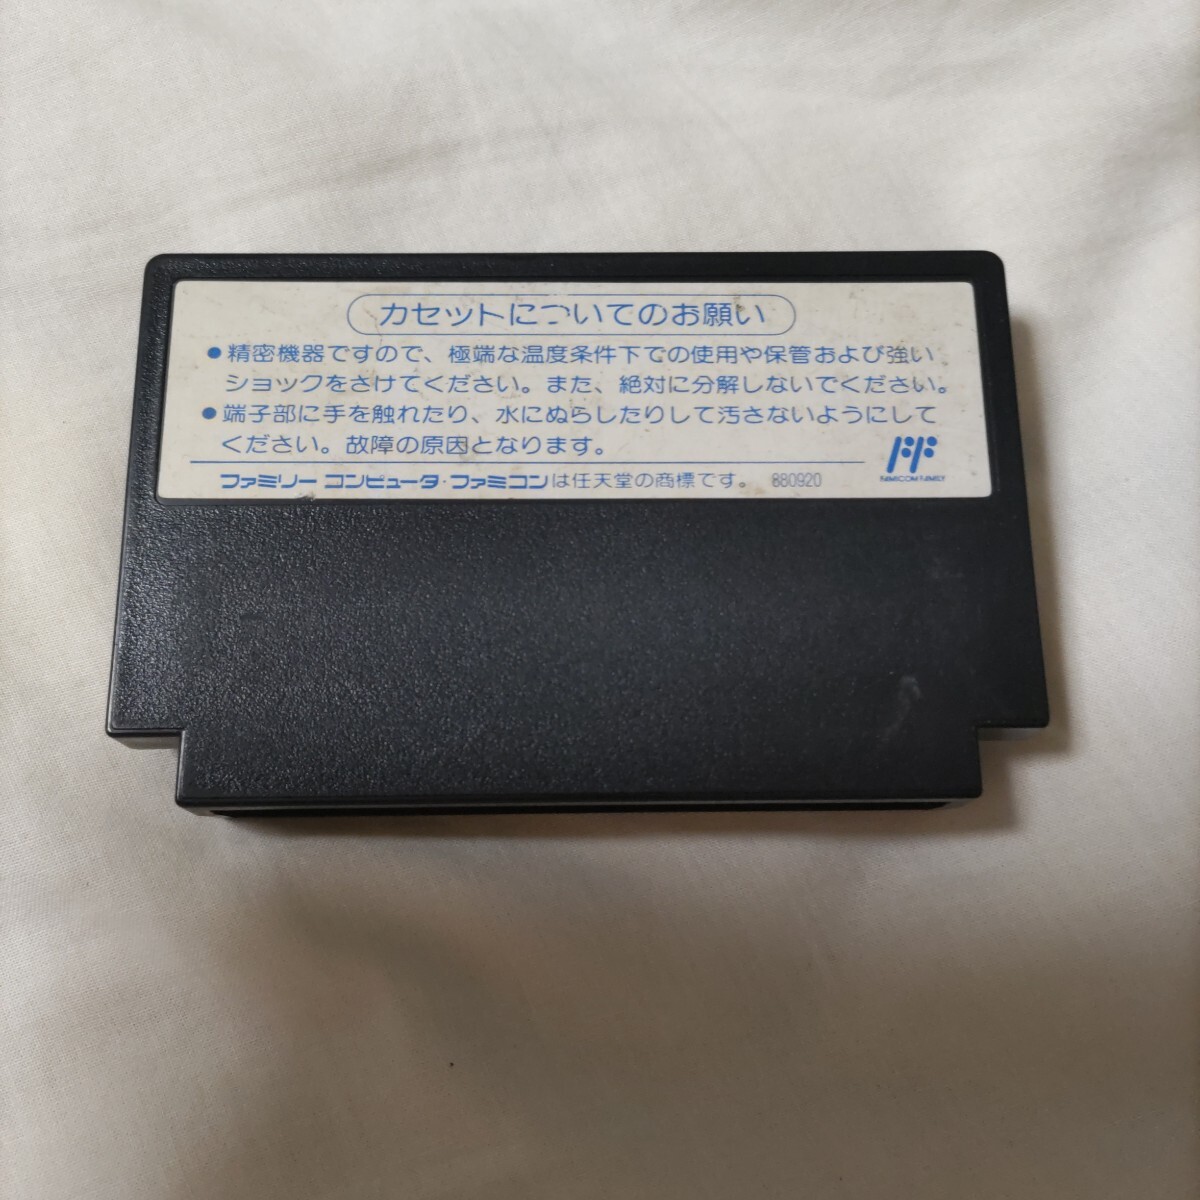 カセットについてのお願い
●精密機器ですので、極端な温度条件下での使用や保管および強い
ショックをさけてください。また、絶対に分解しないでください。
●端子部に手を触れたり、水にぬらしたりして汚さないようにして
ください。故障の原因となります。
ファミリー コンピュータ・ファミコンは任天堂の商標です。 880920
FAMICOM FAMILY